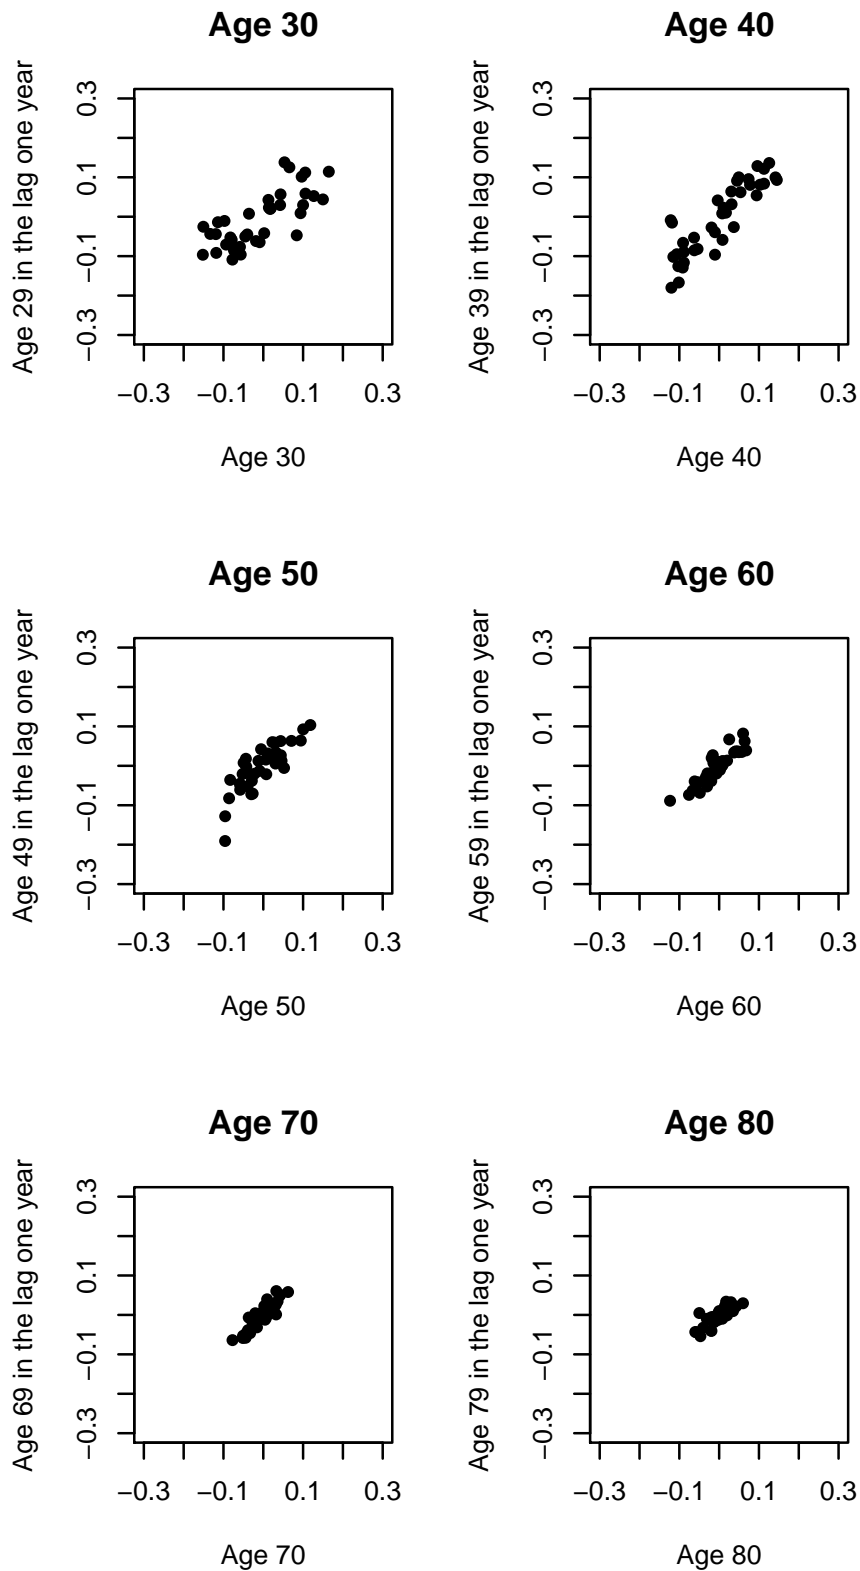 Age 30
Age 29 in the lag one year
0.3
0.1
−0.1
−0.3
−0.3 −0.1 0.1 0.3
Age 30
Age 40
Age 39 in the lag one year
0.3
0.1
−0.1
−0.3
−0.3 −0.1 0.1 0.3
Age 40
Age 50
Age 49 in the lag one year
0.3
0.1
−0.1
−0.3
−0.3 −0.1 0.1 0.3
Age 50
Age 60
Age 59 in the lag one year
0.3
0.1
−0.1
−0.3
−0.3 −0.1 0.1 0.3
Age 60
Age 70
Age 69 in the lag one year
0.3
0.1
−0.1
−0.3
−0.3 −0.1 0.1 0.3
Age 70
Age 80
Age 79 in the lag one year
0.3
0.1
−0.1
−0.3
−0.3 −0.1 0.1 0.3
Age 80